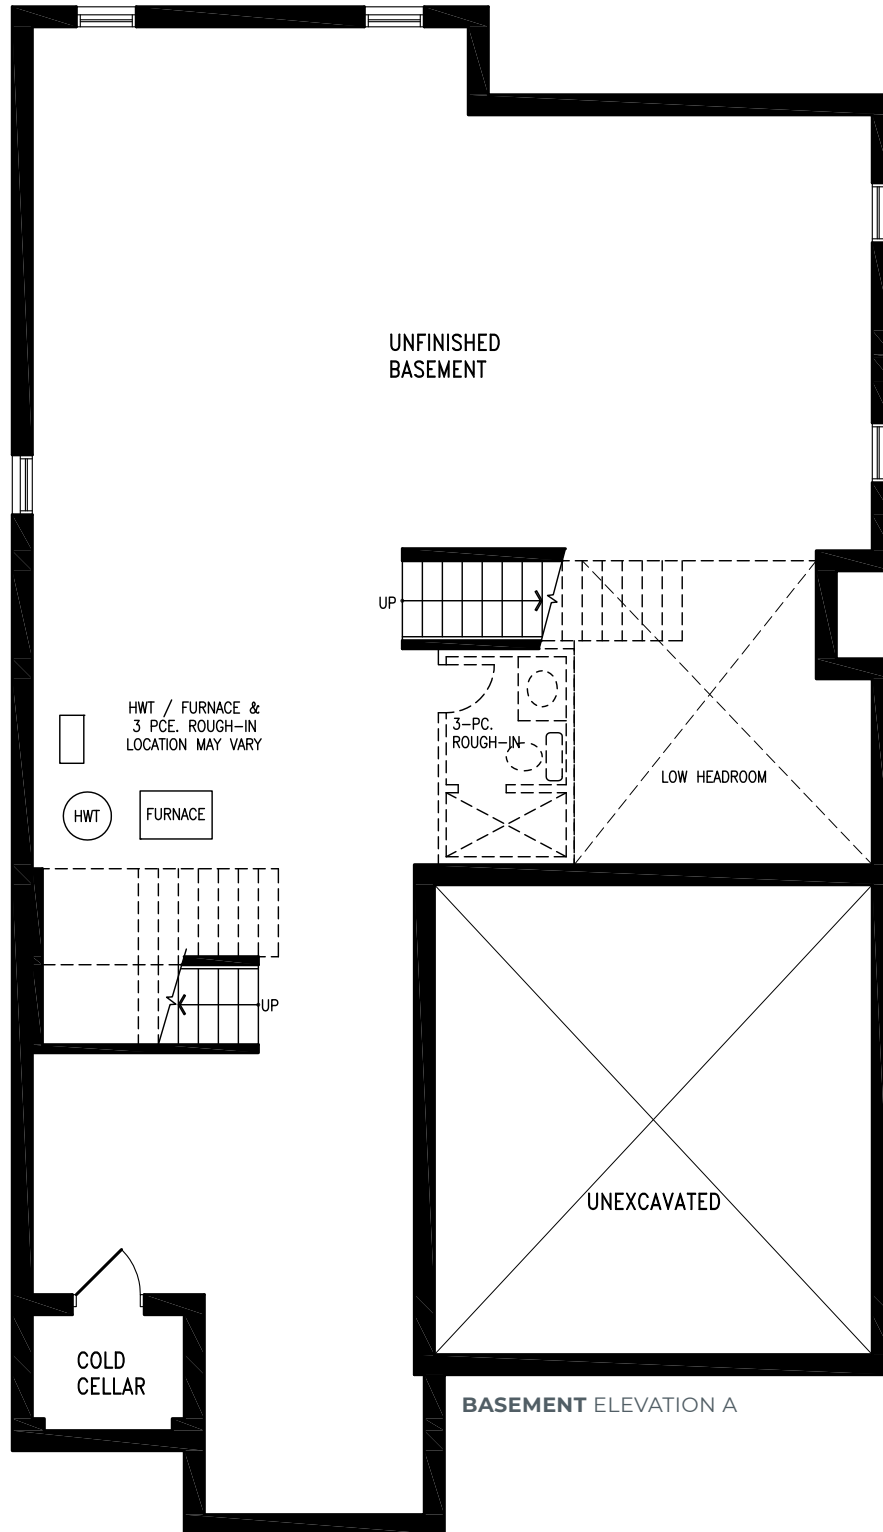 UNFINISHED
BASEMENT
UP
HWT / FURNACE &
3 PCE. ROUGH-IN
LOCATION MAY VARY
3-PC.
ROUGH-IN
LOW HEADROOM
HWT
FURNACE
UP
UNEXCAVATED
COLD
CELLAR
BASEMENT ELEVATION A